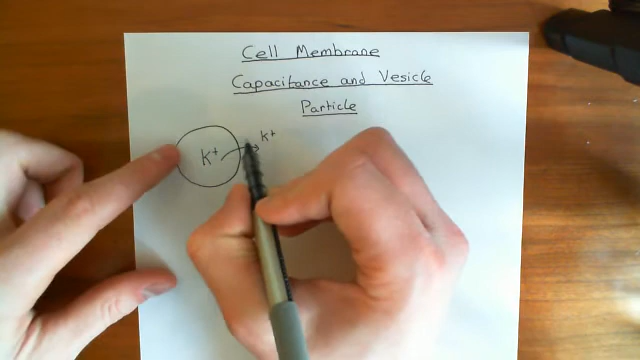 Cell Membrane
Capacitance and Vesicle
Particle
K+
K+